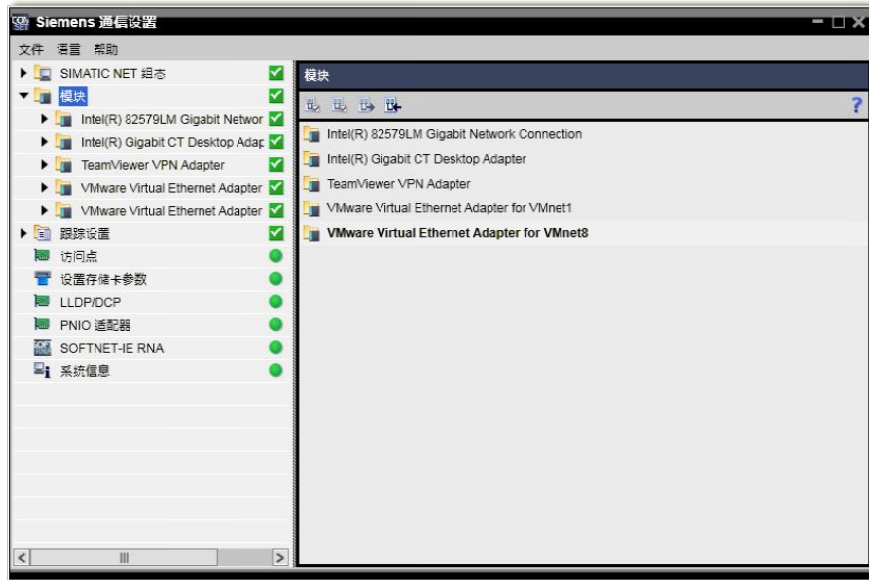 Siemens 通信设置
文件 语言 帮助
SIMATIC NET 组态
模块
Intel(R) 82579LM Gigabit Networ
Intel(R) Gigabit CT Desktop Adap
TeamViewer VPN Adapter
VMware Virtual Ethernet Adapter
VMware Virtual Ethernet Adapter
跟踪设置
访问点
设置存储卡参数
LLDP/DCP
PNIO 适配器
SOFTNET-IE RNA
系统信息
模块
?
Intel(R) 82579LM Gigabit Network Connection
Intel(R) Gigabit CT Desktop Adapter
TeamViewer VPN Adapter
VMware Virtual Ethernet Adapter for VMnet1
VMware Virtual Ethernet Adapter for VMnet8